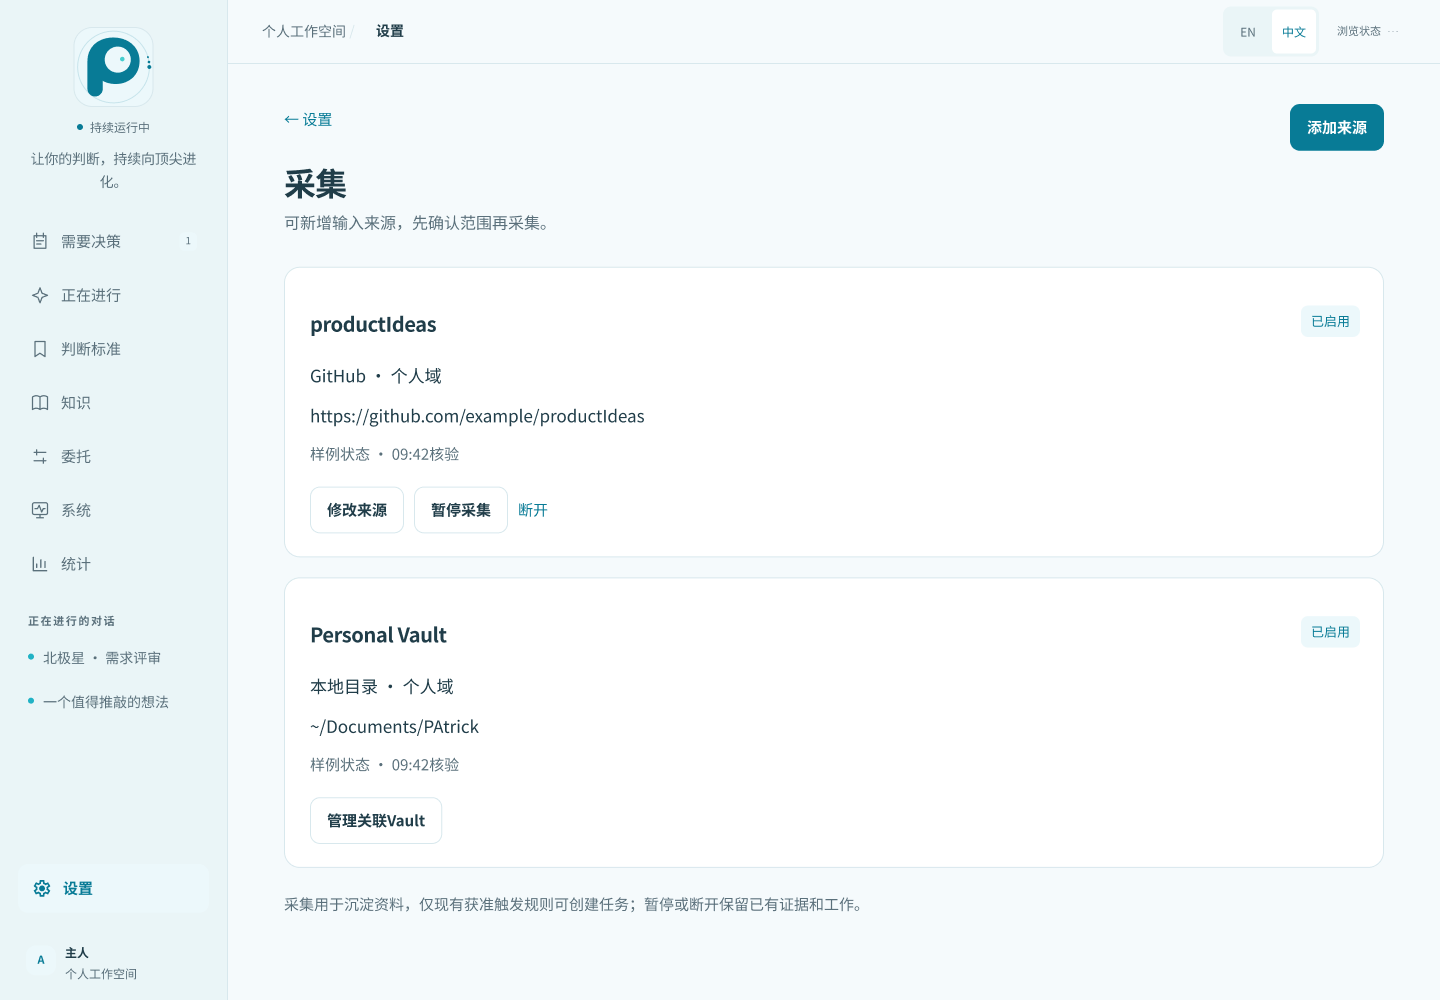 持续运行中
让你的判断，持续向顶尖进
化。
需要决策 1
正在进行
判断标准
知识
委托
系统
统计
正在进行的对话
北极星 · 需求评审
一个值得推敲的想法
设置
A
主人
个人工作空间
个人工作空间 / 设置
EN 中文 浏览状态 ···
← 设置
添加来源
采集
可新增输入来源，先确认范围再采集。
productIdeas
已启用
GitHub · 个人域
https://github.com/example/productIdeas
样例状态 · 09:42核验
修改来源 暂停采集 断开
Personal Vault
已启用
本地目录 · 个人域
~/Documents/PAtrick
样例状态 · 09:42核验
管理关联Vault
采集用于沉淀资料，仅现有获准触发规则可创建任务；暂停或断开保留已有证据和工作。